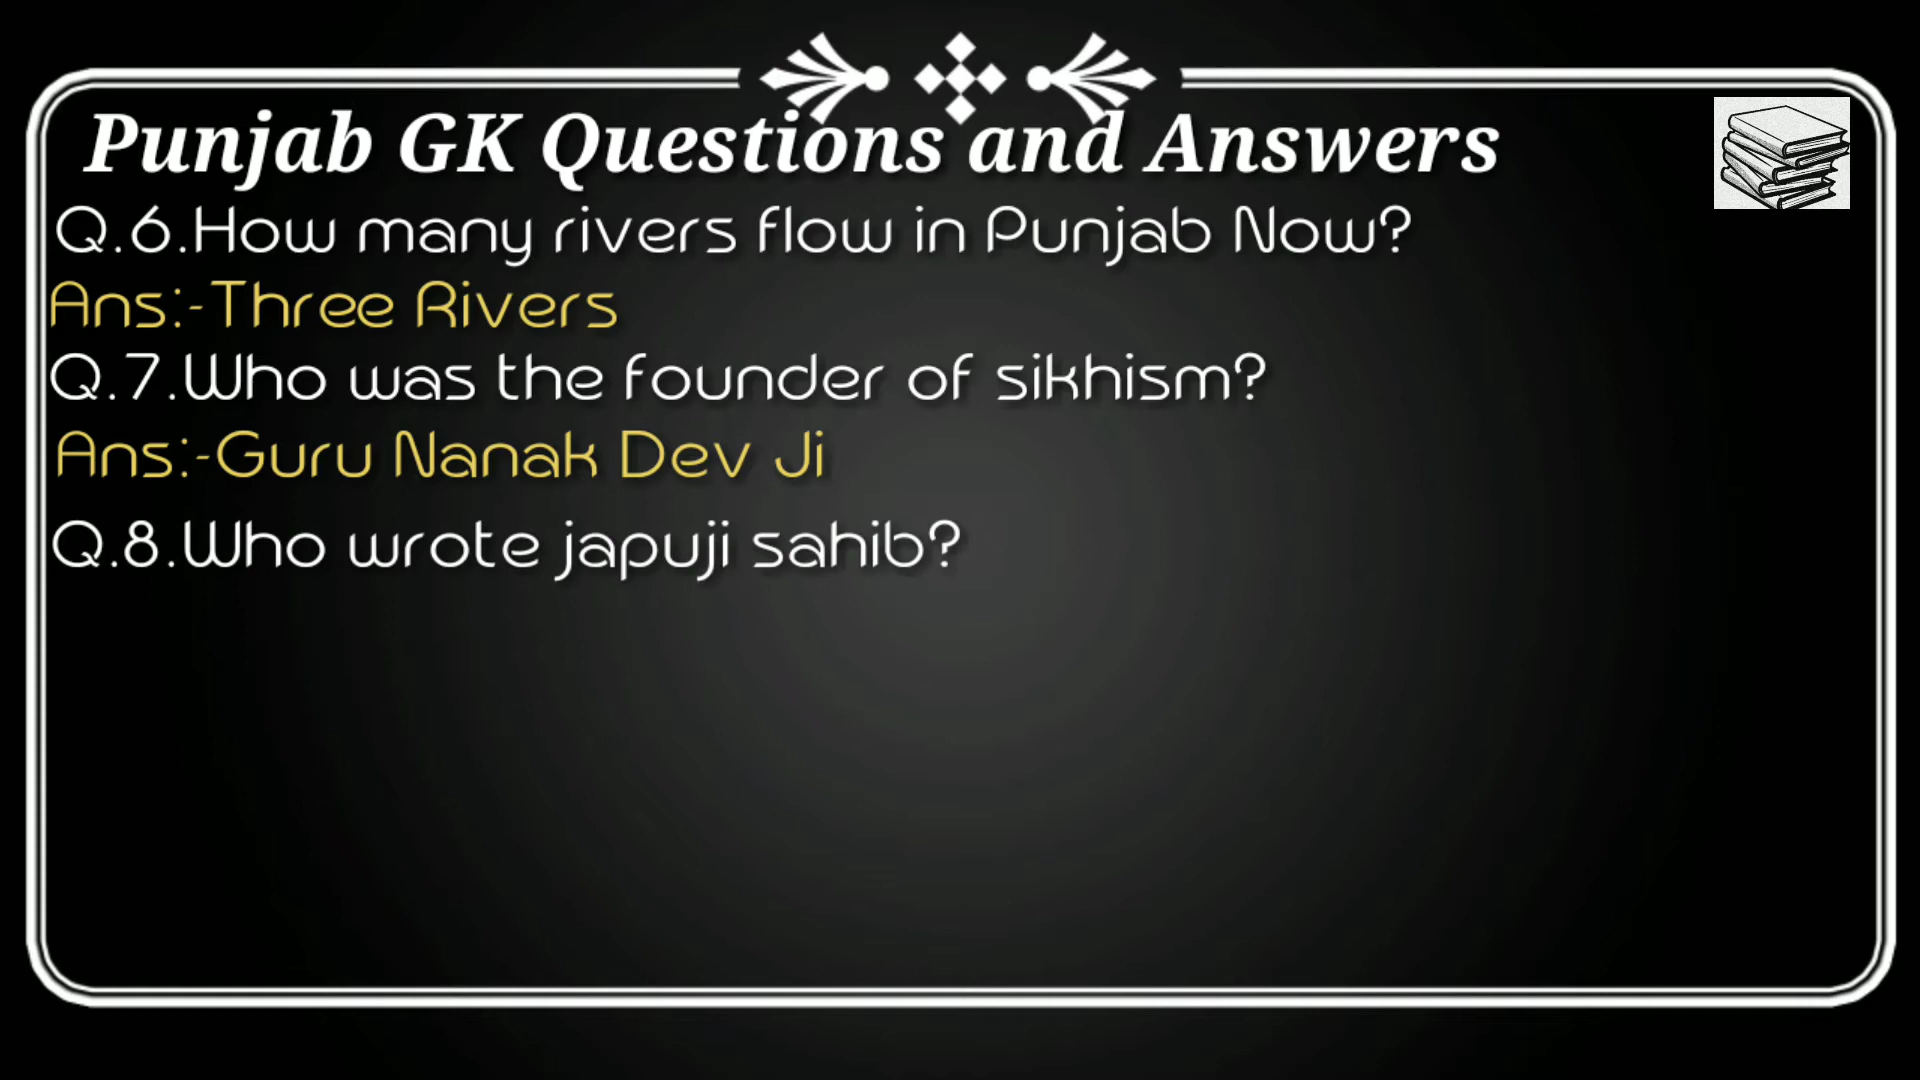 Punjab GK Questions and Answers
Q.6.How many rivers flow in Punjab Now?
Ans:-Three Rivers
Q.7.Who was the founder of sikhism?
Ans:-Guru Nanak Dev Ji
Q.8.Who wrote japuji sahib?